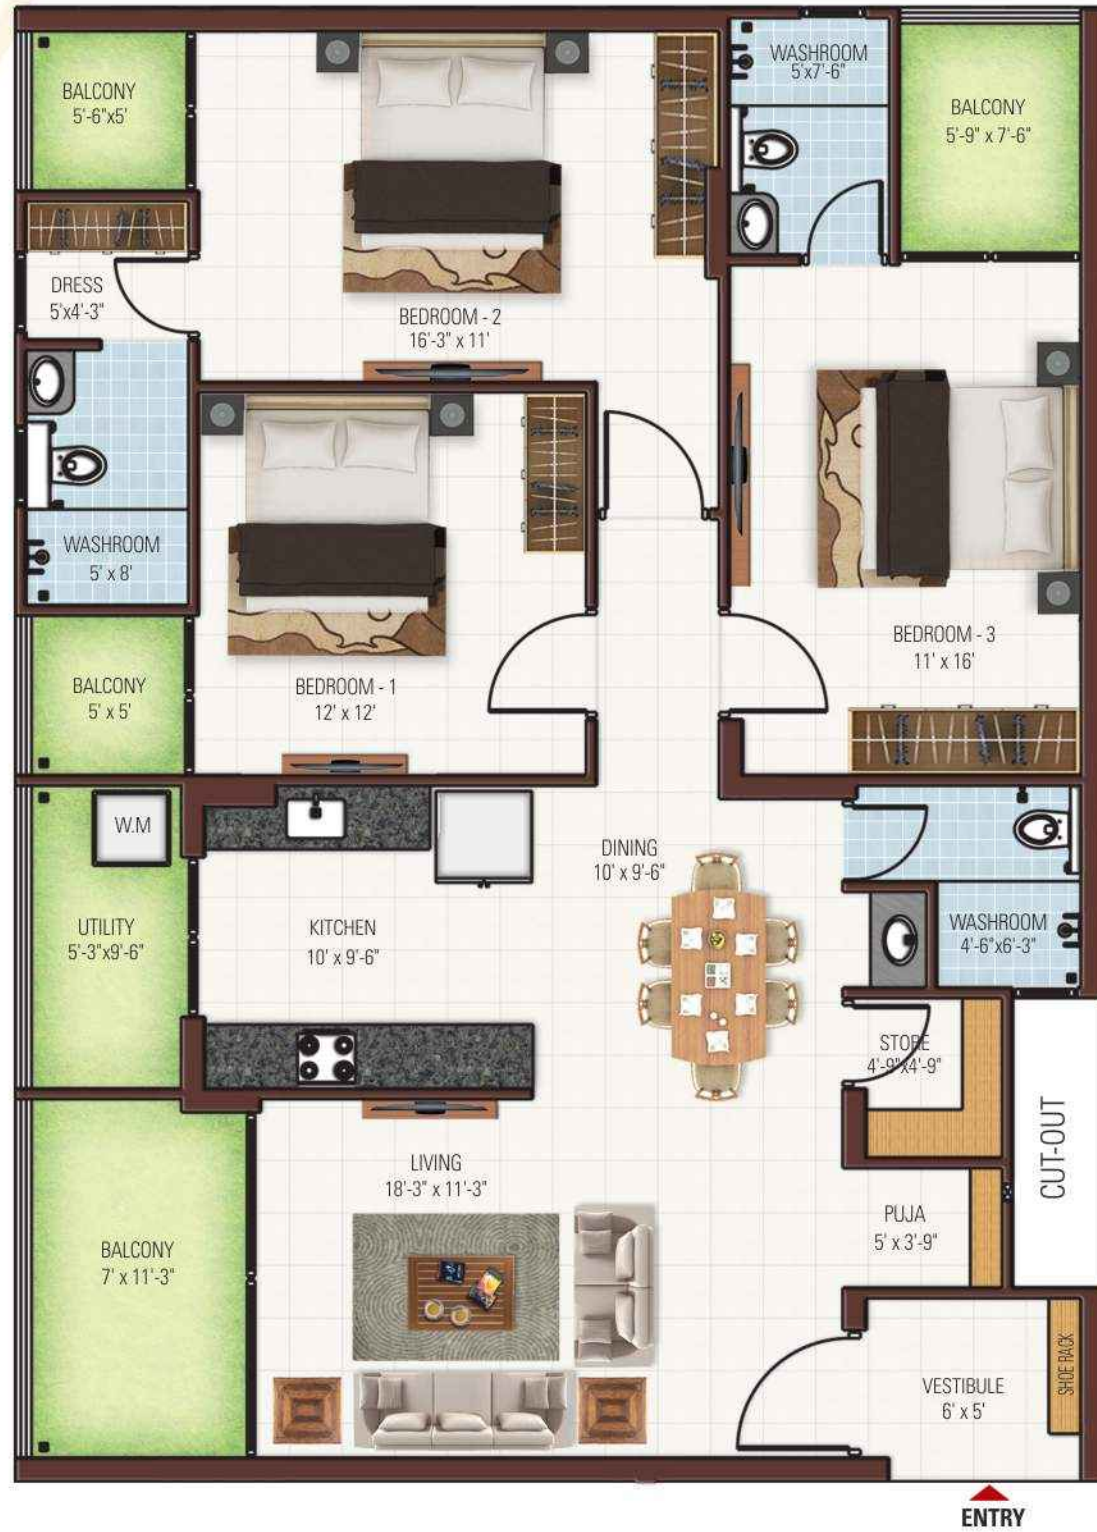 BALCONY
5'-6"x5'
WASHROOM
5'x7'-6"
BALCONY
5'-9" x 7'-6"
DRESS
5'x4'-3"
BEDROOM - 2
16'-3" x 11'
WASHROOM
5' x 8'
BEDROOM - 3
11' x 16'
BALCONY
5' x 5'
BEDROOM - 1
12' x 12'
W.M
DINING
10' x 9'-6"
UTILITY
5'-3"x9'-6"
KITCHEN
10' x 9'-6"
WASHROOM
4'-6"x6'-3"
STORE
4'-9"x4'-9"
CUT-OUT
LIVING
18'-3" x 11'-3"
PUJA
5' x 3'-9"
BALCONY
7' x 11'-3"
SHOE RACK
VESTIBULE
6' x 5'
ENTRY